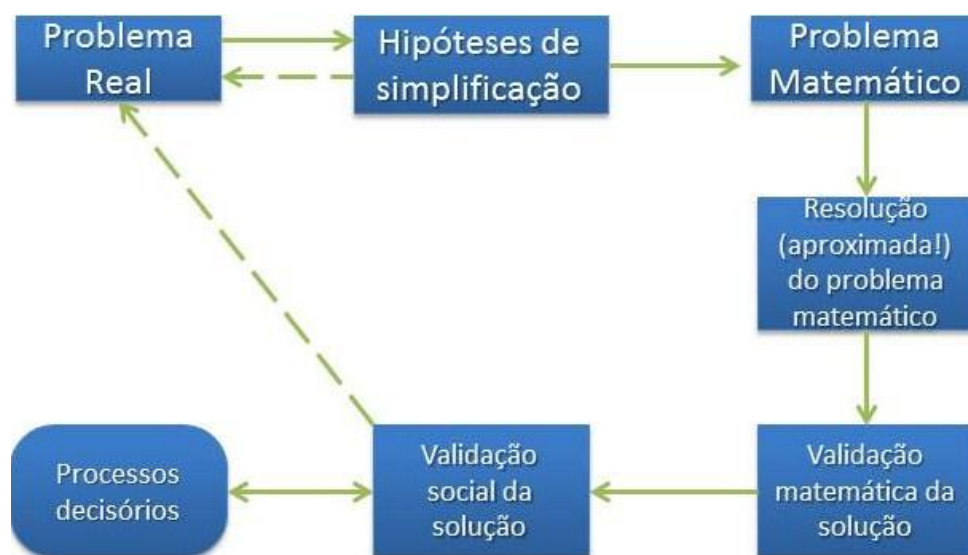 Problema
Real
Hipóteses de
simplificação
Problema
Matemático
Resolução
(aproximada!)
do problema
matemático
Validação
matemática da
solução
Validação
social da
solução
Processos
decisórios